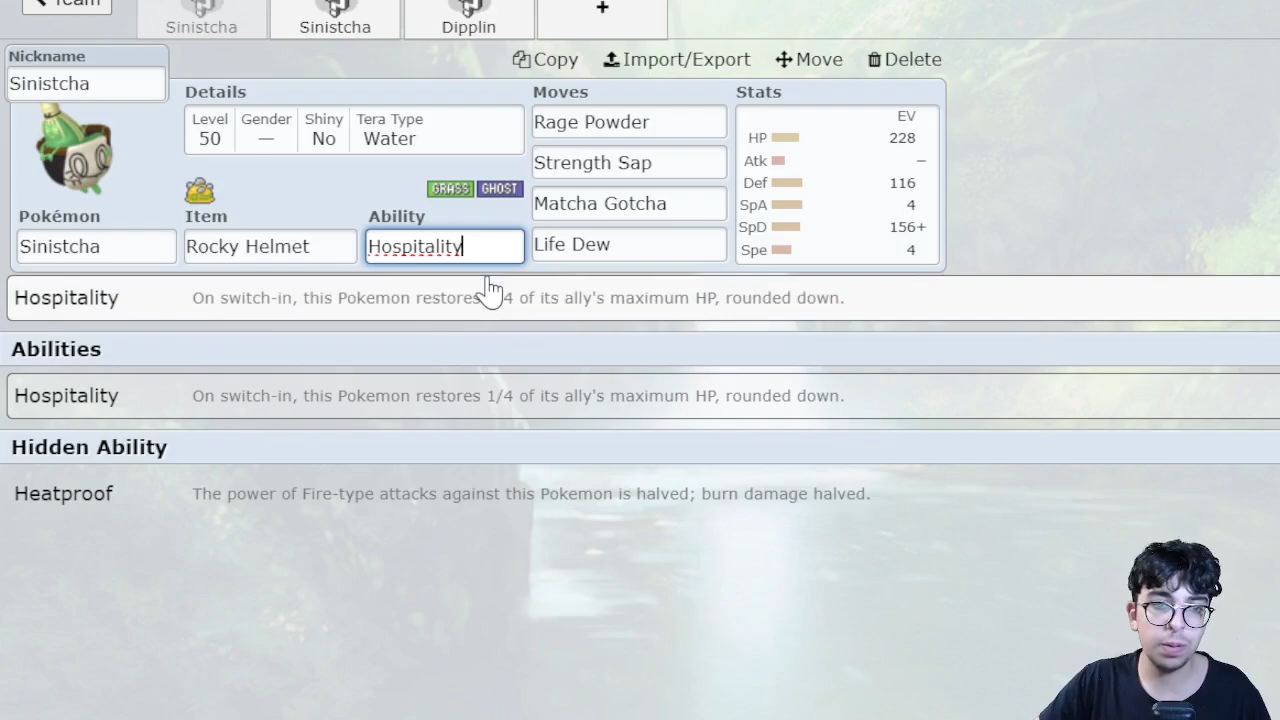 Team
Sinistcha
Sinistcha
Dipplin
+
Nickname
Sinistcha
Copy
Import/Export
Move
Delete
Details
Level
50
Gender
—
Shiny
No
Tera Type
Water
GRASS
GHOST
Pokémon
Sinistcha
Item
Rocky Helmet
Ability
Hospitality
Moves
Rage Powder
Strength Sap
Matcha Gotcha
Life Dew
Stats
EV
HP 228
Atk –
Def 116
SpA 4
SpD 156+
Spe 4
Hospitality On switch-in, this Pokemon restores /4 of its ally's maximum HP, rounded down.
Abilities
Hospitality On switch-in, this Pokemon restores 1/4 of its ally's maximum HP, rounded down.
Hidden Ability
Heatproof The power of Fire-type attacks against this Pokemon is halved; burn damage halved.